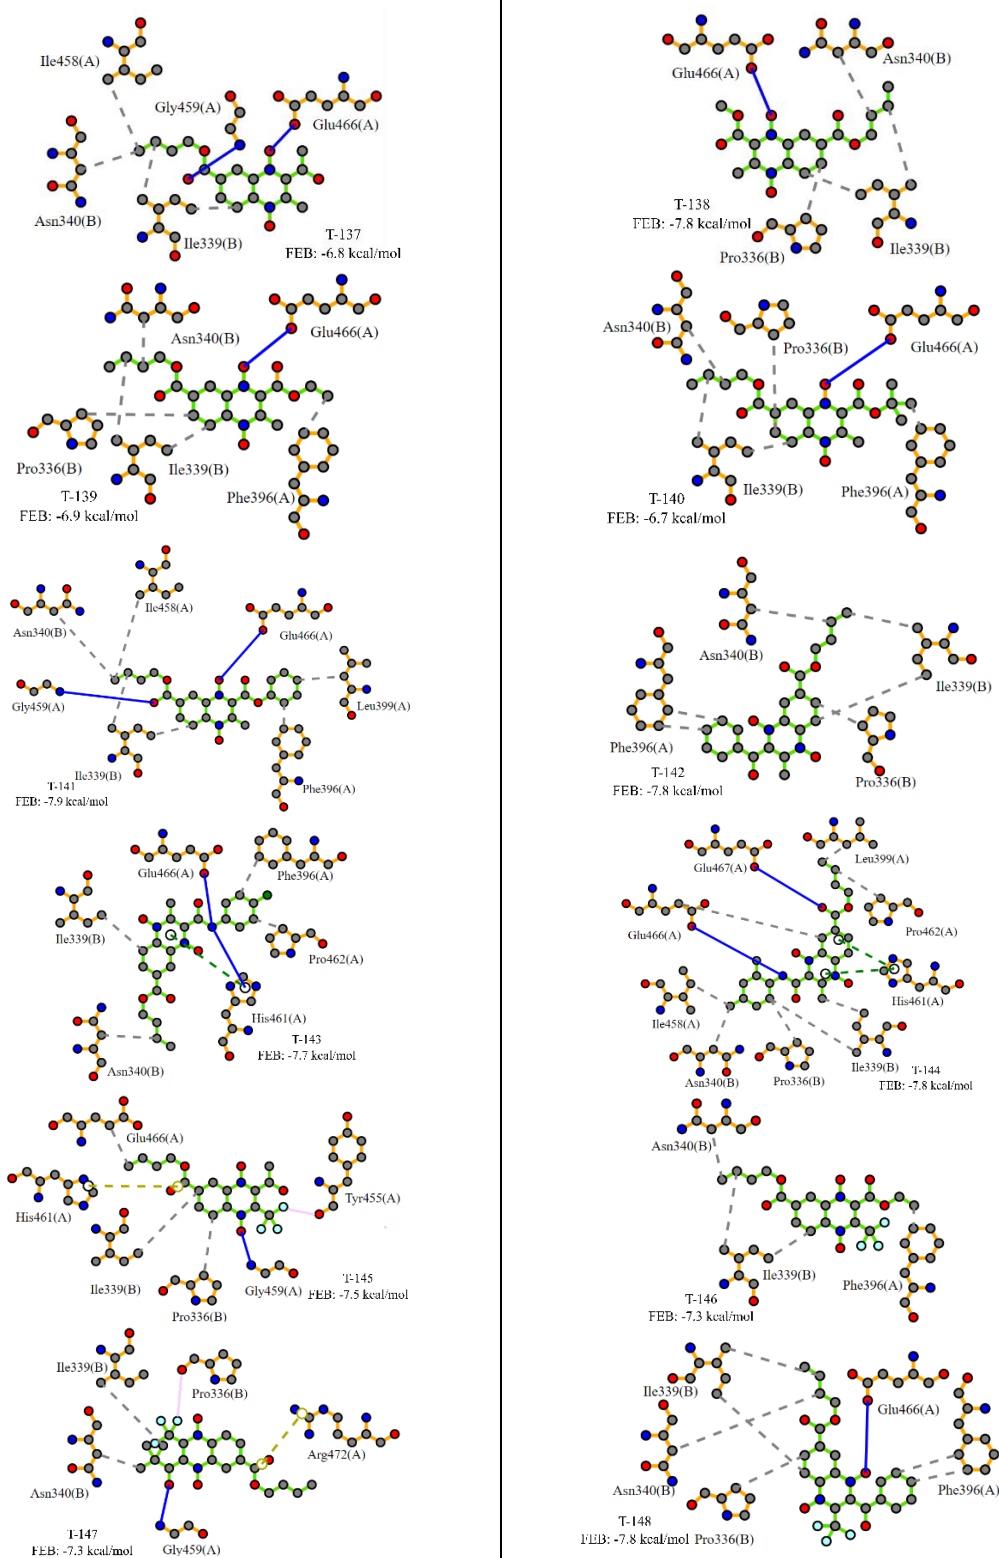 Ile458(A)
Gly459(A)
Glu466(A)
Asn340(B)
Ile339(B)
T-137
FEB: -6.8 kcal/mol
Glu466(A)
Asn340(B)
T-138
FEB: -7.8 kcal/mol
Pro336(B)
Ile339(B)
Asn340(B)
Glu466(A)
Pro336(B)
Ile339(B)
T-139
FEB: -6.9 kcal/mol
Phe396(A)
Asn340(B)
Pro336(B)
Glu466(A)
Ile339(B)
Phe396(A)
T-140
FEB: -6.7 kcal/mol
Ile458(A)
Asn340(B)
Glu466(A)
Gly459(A)
Leu399(A)
Ile339(B)
T-141
FEB: -7.9 kcal/mol
Phe396(A)
Asn340(B)
Ile339(B)
Phe396(A)
T-142
FEB: -7.8 kcal/mol
Pro336(B)
Glu466(A)
Phe396(A)
Ile339(B)
Pro462(A)
His461(A)
T-143
FEB: -7.7 kcal/mol
Asn340(B)
Glu467(A)
Leu399(A)
Glu466(A)
Pro462(A)
His461(A)
Ile458(A)
Asn340(B)
Pro336(B)
Ile339(B)
T-144
FEB: -7.8 kcal/mol
Glu466(A)
His461(A)
Tyr455(A)
Ile339(B)
Pro336(B)
Gly459(A)
T-145
FEB: -7.5 kcal/mol
Asn340(B)
Ile339(B)
Phe396(A)
T-146
FEB: -7.3 kcal/mol
Ile339(B)
Pro336(B)
Arg472(A)
Asn340(B)
T-147
FEB: -7.3 kcal/mol
Gly459(A)
Ile339(B)
Glu466(A)
Asn340(B)
Phe396(A)
T-148
FEB: -7.8 kcal/mol
Pro336(B)